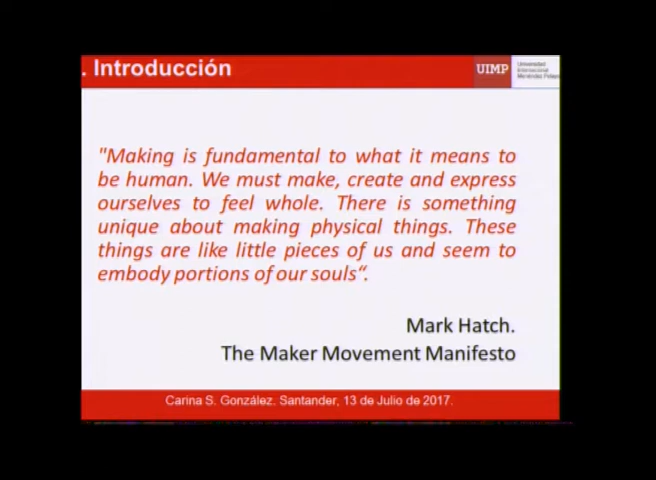 . Introducción
UIMP
Universidad
Internacional
Menéndez Pelayo
"Making is fundamental to what it means to
be human. We must make, create and express
ourselves to feel whole. There is something
unique about making physical things. These
things are like little pieces of us and seem to
embody portions of our souls“.
Mark Hatch.
The Maker Movement Manifesto
Carina S. González. Santander, 13 de Julio de 2017.